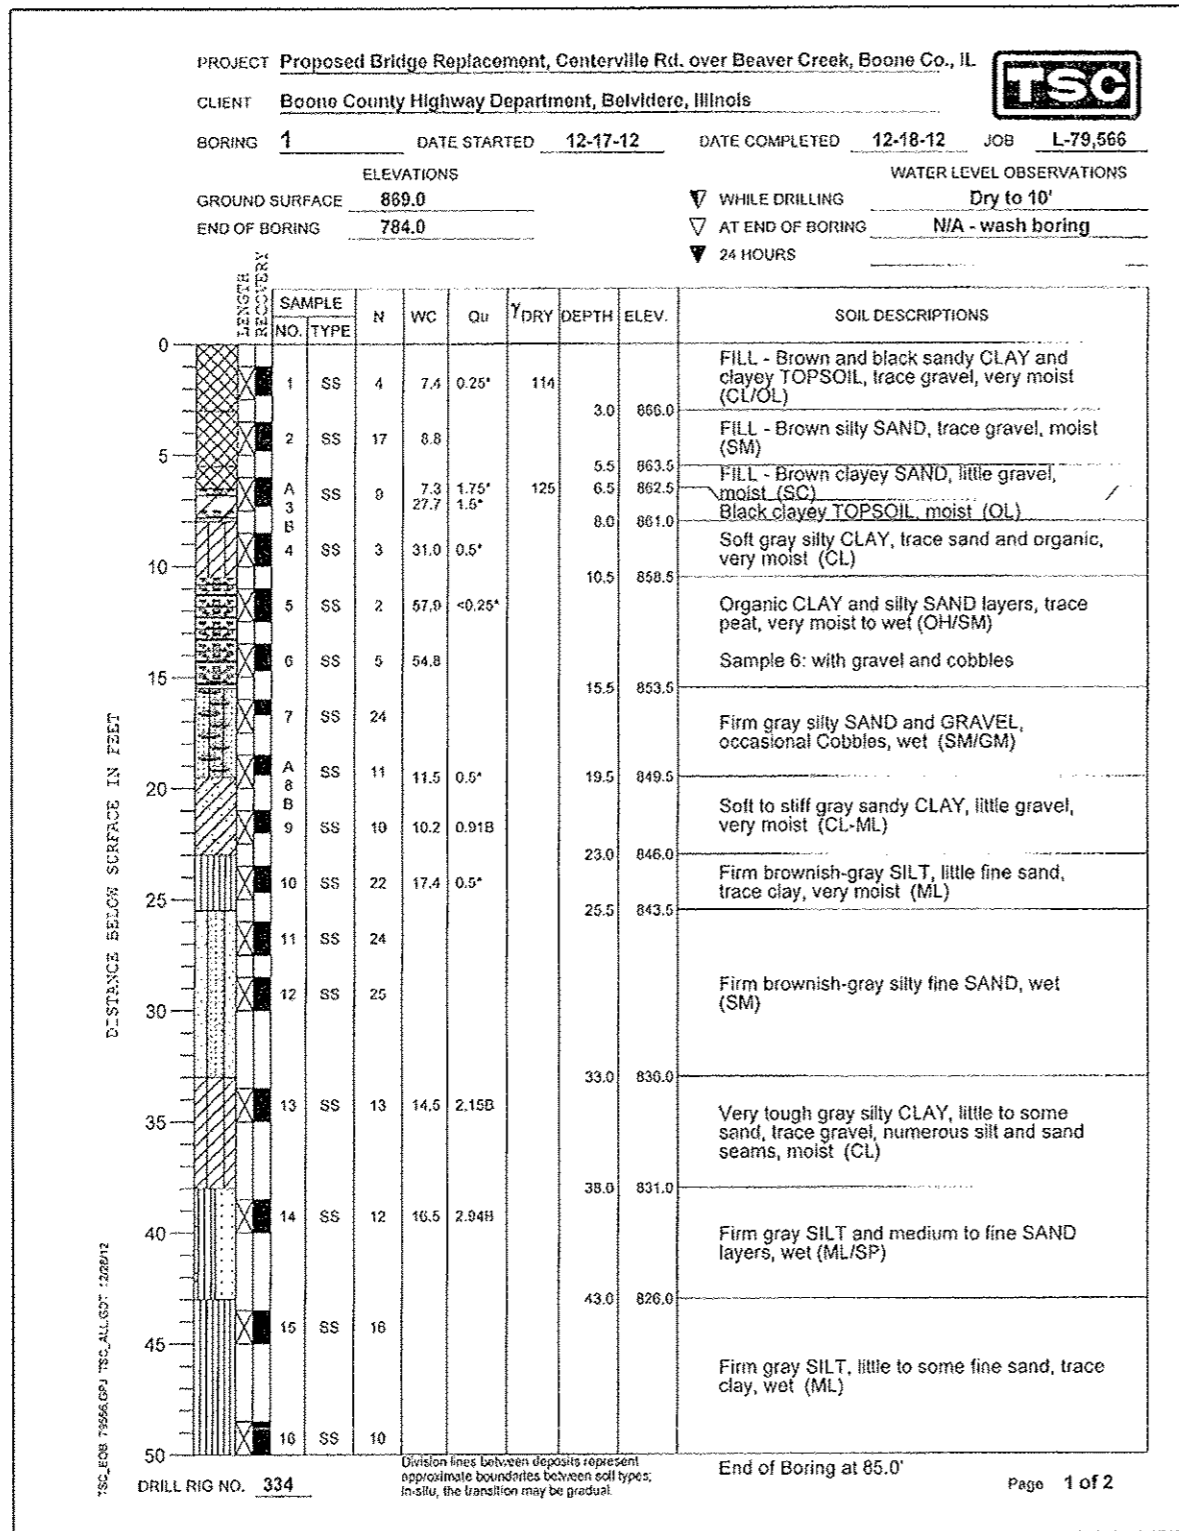 PROJECT Proposed Bridge Replacement, Centerville Rd. over Beaver Creek, Boone Co., IL
TSC
CLIENT Boone County Highway Department, Belvidere, Illinois
BORING 1 DATE STARTED 12-17-12 DATE COMPLETED 12-18-12 JOB L-79,566
ELEVATIONS WATER LEVEL OBSERVATIONS
GROUND SURFACE 869.0 WHILE DRILLING Dry to 10'
END OF BORING 784.0 AT END OF BORING N/A - wash boring
24 HOURS
LENGTH
RECOVERY
SAMPLE N WC Qu γDRY DEPTH ELEV. SOIL DESCRIPTIONS
NO. TYPE
0
FILL - Brown and black sandy CLAY and
1 SS 4 7.4 0.25* 114 clayey TOPSOIL, trace gravel, very moist
(CL/OL)
3.0 866.0
2 SS 17 8.8 FILL - Brown silty SAND, trace gravel, moist
(SM)
5
5.5 863.5
FILL - Brown clayey SAND, little gravel,
A 7.3 1.75* 125 6.5 862.5 moist (SC)
3 SS 9 27.7 1.5*
B
Black clayey TOPSOIL, moist (OL)
8.0 861.0
Soft gray silty CLAY, trace sand and organic,
4 SS 3 31.0 0.5* very moist (CL)
10
10.5 858.5
5 SS 2 57.9 <0.25* Organic CLAY and silty SAND layers, trace
peat, very moist to wet (OH/SM)
6 SS 5 54.8 Sample 6: with gravel and cobbles
15
15.5 853.5
7 SS 24 Firm gray silty SAND and GRAVEL,
occasional Cobbles, wet (SM/GM)
A
8 SS 11 11.5 0.5* 19.5 849.5
B
20
Soft to stiff gray sandy CLAY, little gravel,
9 SS 10 10.2 0.91B very moist (CL-ML)
23.0 846.0
Firm brownish-gray SILT, little fine sand,
10 SS 22 17.4 0.5* trace clay, very moist (ML)
25
25.5 843.5
11 SS 24
12 SS 25 Firm brownish-gray silty fine SAND, wet
(SM)
30
33.0 836.0
13 SS 13 14.5 2.15B Very tough gray silty CLAY, little to some
sand, trace gravel, numerous silt and sand
seams, moist (CL)
35
38.0 831.0
14 SS 12 16.5 2.94B
40
Firm gray SILT and medium to fine SAND
layers, wet (ML/SP)
43.0 826.0
15 SS 16
45
Firm gray SILT, little to some fine sand, trace
clay, wet (ML)
16 SS 10
50
DISTANCE BELOW SURFACE IN FEET
TSC_EOB 79566.GPJ TSC_ALL.GDT 12/28/12
DRILL RIG NO. 334
Division lines between deposits represent
approximate boundaries between soil types;
in-situ, the transition may be gradual.
End of Boring at 85.0'
Page 1 of 2